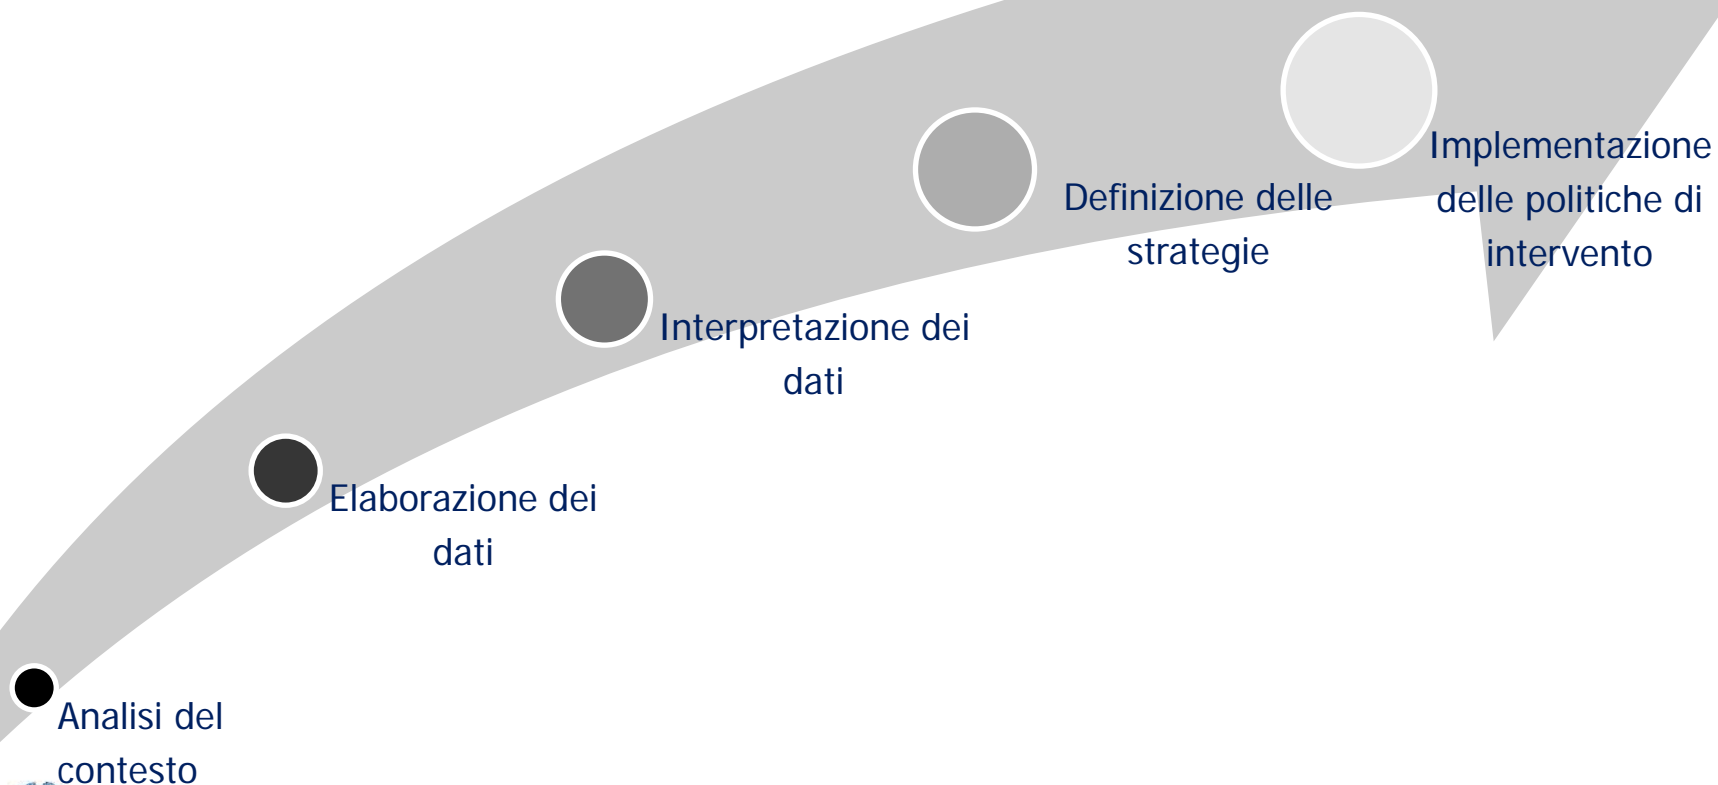 Implementazione
delle politiche di
intervento
Definizione delle
strategie
Interpretazione dei
dati
Elaborazione dei
dati
Analisi del
contesto